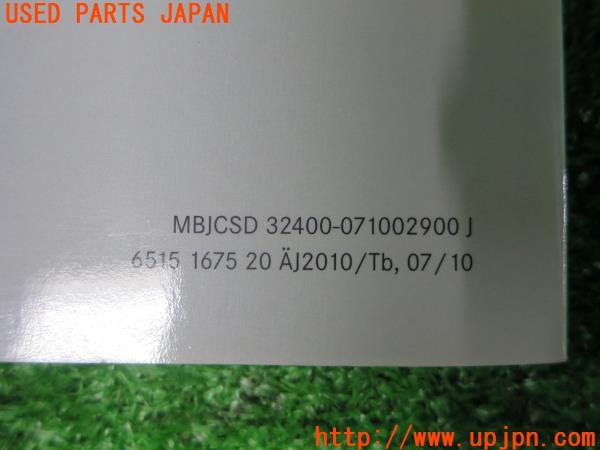 USED PARTS JAPAN
MBJCSD 32400-071002900 J
6515 1675 20 ÄJ2010/Tb, 07/10
http://www.upjpn.com/